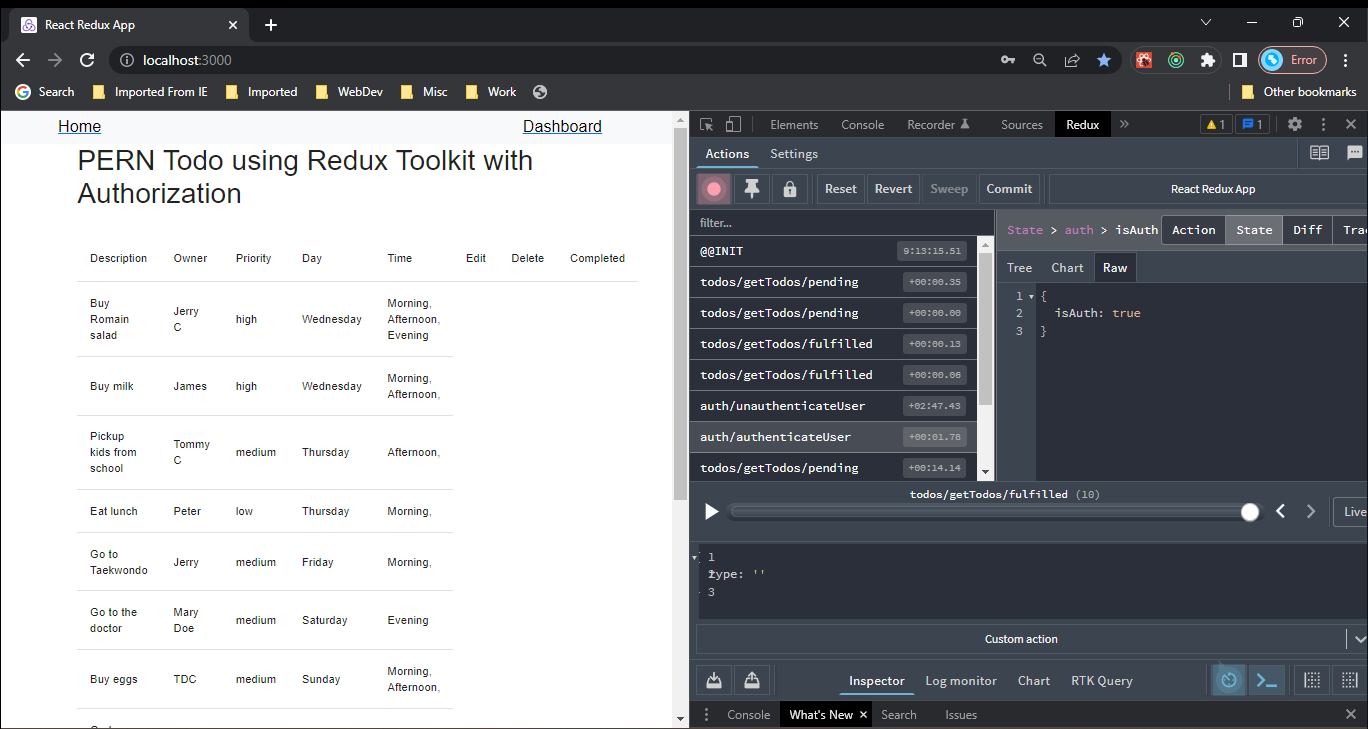 React Redux App
localhost:3000
Error
Search Imported From IE Imported WebDev Misc Work Other bookmarks
Home Dashboard
PERN Todo using Redux Toolkit with
Authorization
Description Owner Priority Day Time Edit Delete Completed
Buy Romain salad Jerry C high Wednesday Morning, Afternoon, Evening
Buy milk James high Wednesday Morning, Afternoon,
Pickup kids from school Tommy C medium Thursday Afternoon,
Eat lunch Peter low Thursday Morning,
Go to Taekwondo Jerry medium Friday Morning,
Go to the doctor Mary Doe medium Saturday Evening
Buy eggs TDC medium Sunday Morning, Afternoon,
Elements Console Recorder Sources Redux » 1 1
Actions Settings
Reset Revert Sweep Commit React Redux App
filter...
@@INIT 9:13:15.51
todos/getTodos/pending +00:00.35
todos/getTodos/pending +00:00.00
todos/getTodos/fulfilled +00:00.13
todos/getTodos/fulfilled +00:00.06
auth/unauthenticateUser +02:47.43
auth/authenticateUser +00:01.78
todos/getTodos/pending +00:14.14
State > auth > isAuth Action State Diff Tra
Tree Chart Raw
1 {
2 isAuth: true
3 }
todos/getTodos/fulfilled (10)
Live
1
type: ''
3
Custom action
Inspector Log monitor Chart RTK Query
Console What's New Search Issues